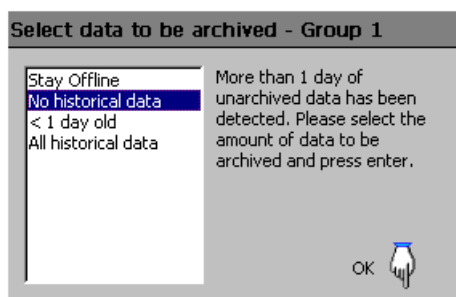 Select data to be archived - Group 1
Stay Offline
No historical data
< 1 day old
All historical data
More than 1 day of
unarchived data has been
detected. Please select the
amount of data to be
archived and press enter.
OK